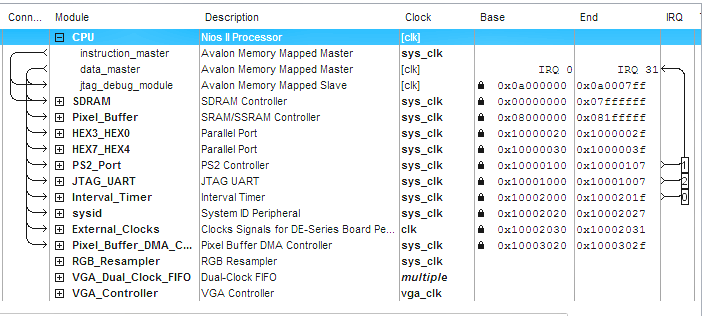 Conn... Module Description Clock Base End IRQ
CPU Nios II Processor [clk]
instruction_master Avalon Memory Mapped Master sys_clk
data_master Avalon Memory Mapped Master [clk] IRQ 0 IRQ 31
jtag_debug_module Avalon Memory Mapped Slave [clk] 0x0a000000 0x0a0007ff
SDRAM SDRAM Controller sys_clk 0x00000000 0x07ffffff
Pixel_Buffer SRAM/SSRAM Controller sys_clk 0x08000000 0x081fffff
HEX3_HEX0 Parallel Port sys_clk 0x10000020 0x1000002f
HEX7_HEX4 Parallel Port sys_clk 0x10000030 0x1000003f
PS2_Port PS2 Controller sys_clk 0x10000100 0x10000107 1
JTAG_UART JTAG UART sys_clk 0x10001000 0x10001007 2
Interval_Timer Interval Timer sys_clk 0x10002000 0x1000201f 0
sysid System ID Peripheral sys_clk 0x10002020 0x10002027
External_Clocks Clocks Signals for DE-Series Board Pe... clk 0x10002030 0x10002031
Pixel_Buffer_DMA_C... Pixel Buffer DMA Controller sys_clk 0x10003020 0x1000302f
RGB_Resampler RGB Resampler sys_clk
VGA_Dual_Clock_FIFO Dual-Clock FIFO multiple
VGA_Controller VGA Controller vga_clk